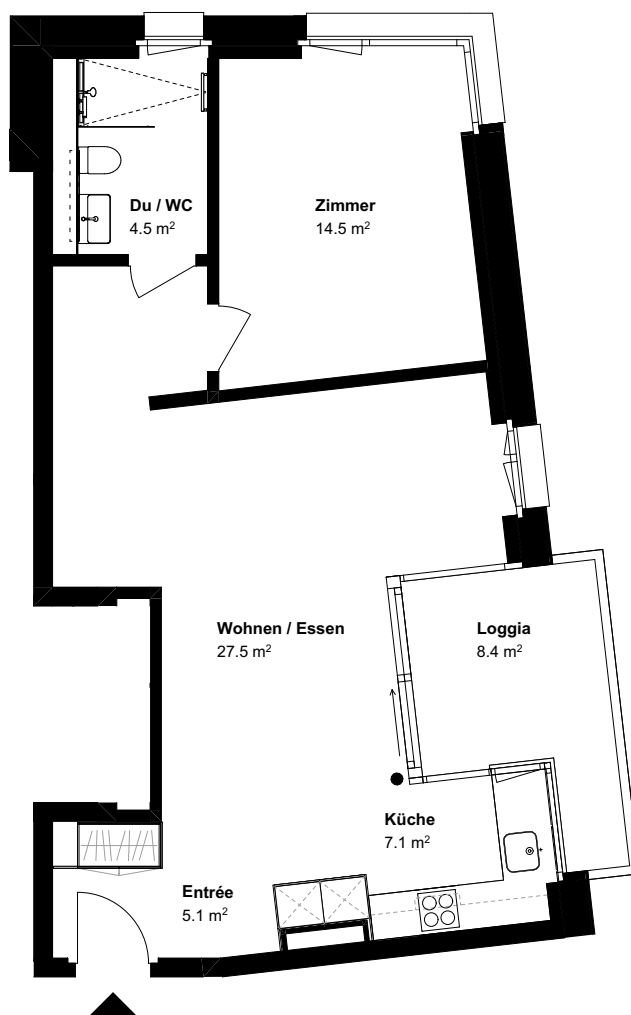 Du / WC
4.5 m²
Zimmer
14.5 m²
Wohnen / Essen
27.5 m²
Loggia
8.4 m²
Küche
7.1 m²
Entrée
5.1 m²